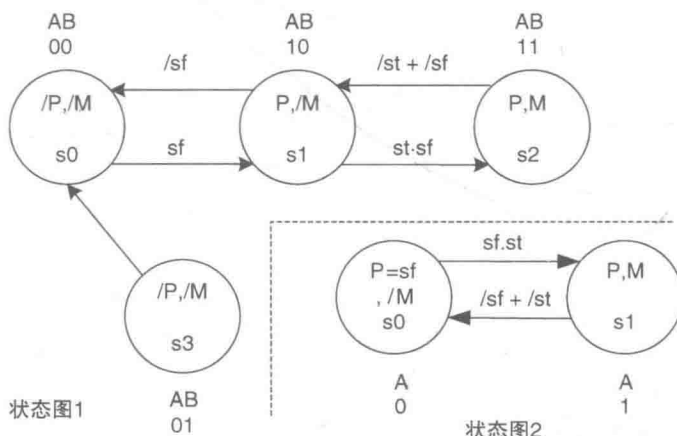 AB AB AB
00 10 11
/sf /st + /sf
/P,/M P,/M P,M
s0 sf s1 st·sf s2
/P,/M
s3
AB
01
状态图1
sf.st
P=sf
, /M
s0
P,M
s1
/sf + /st
A A
0 1
状态图2